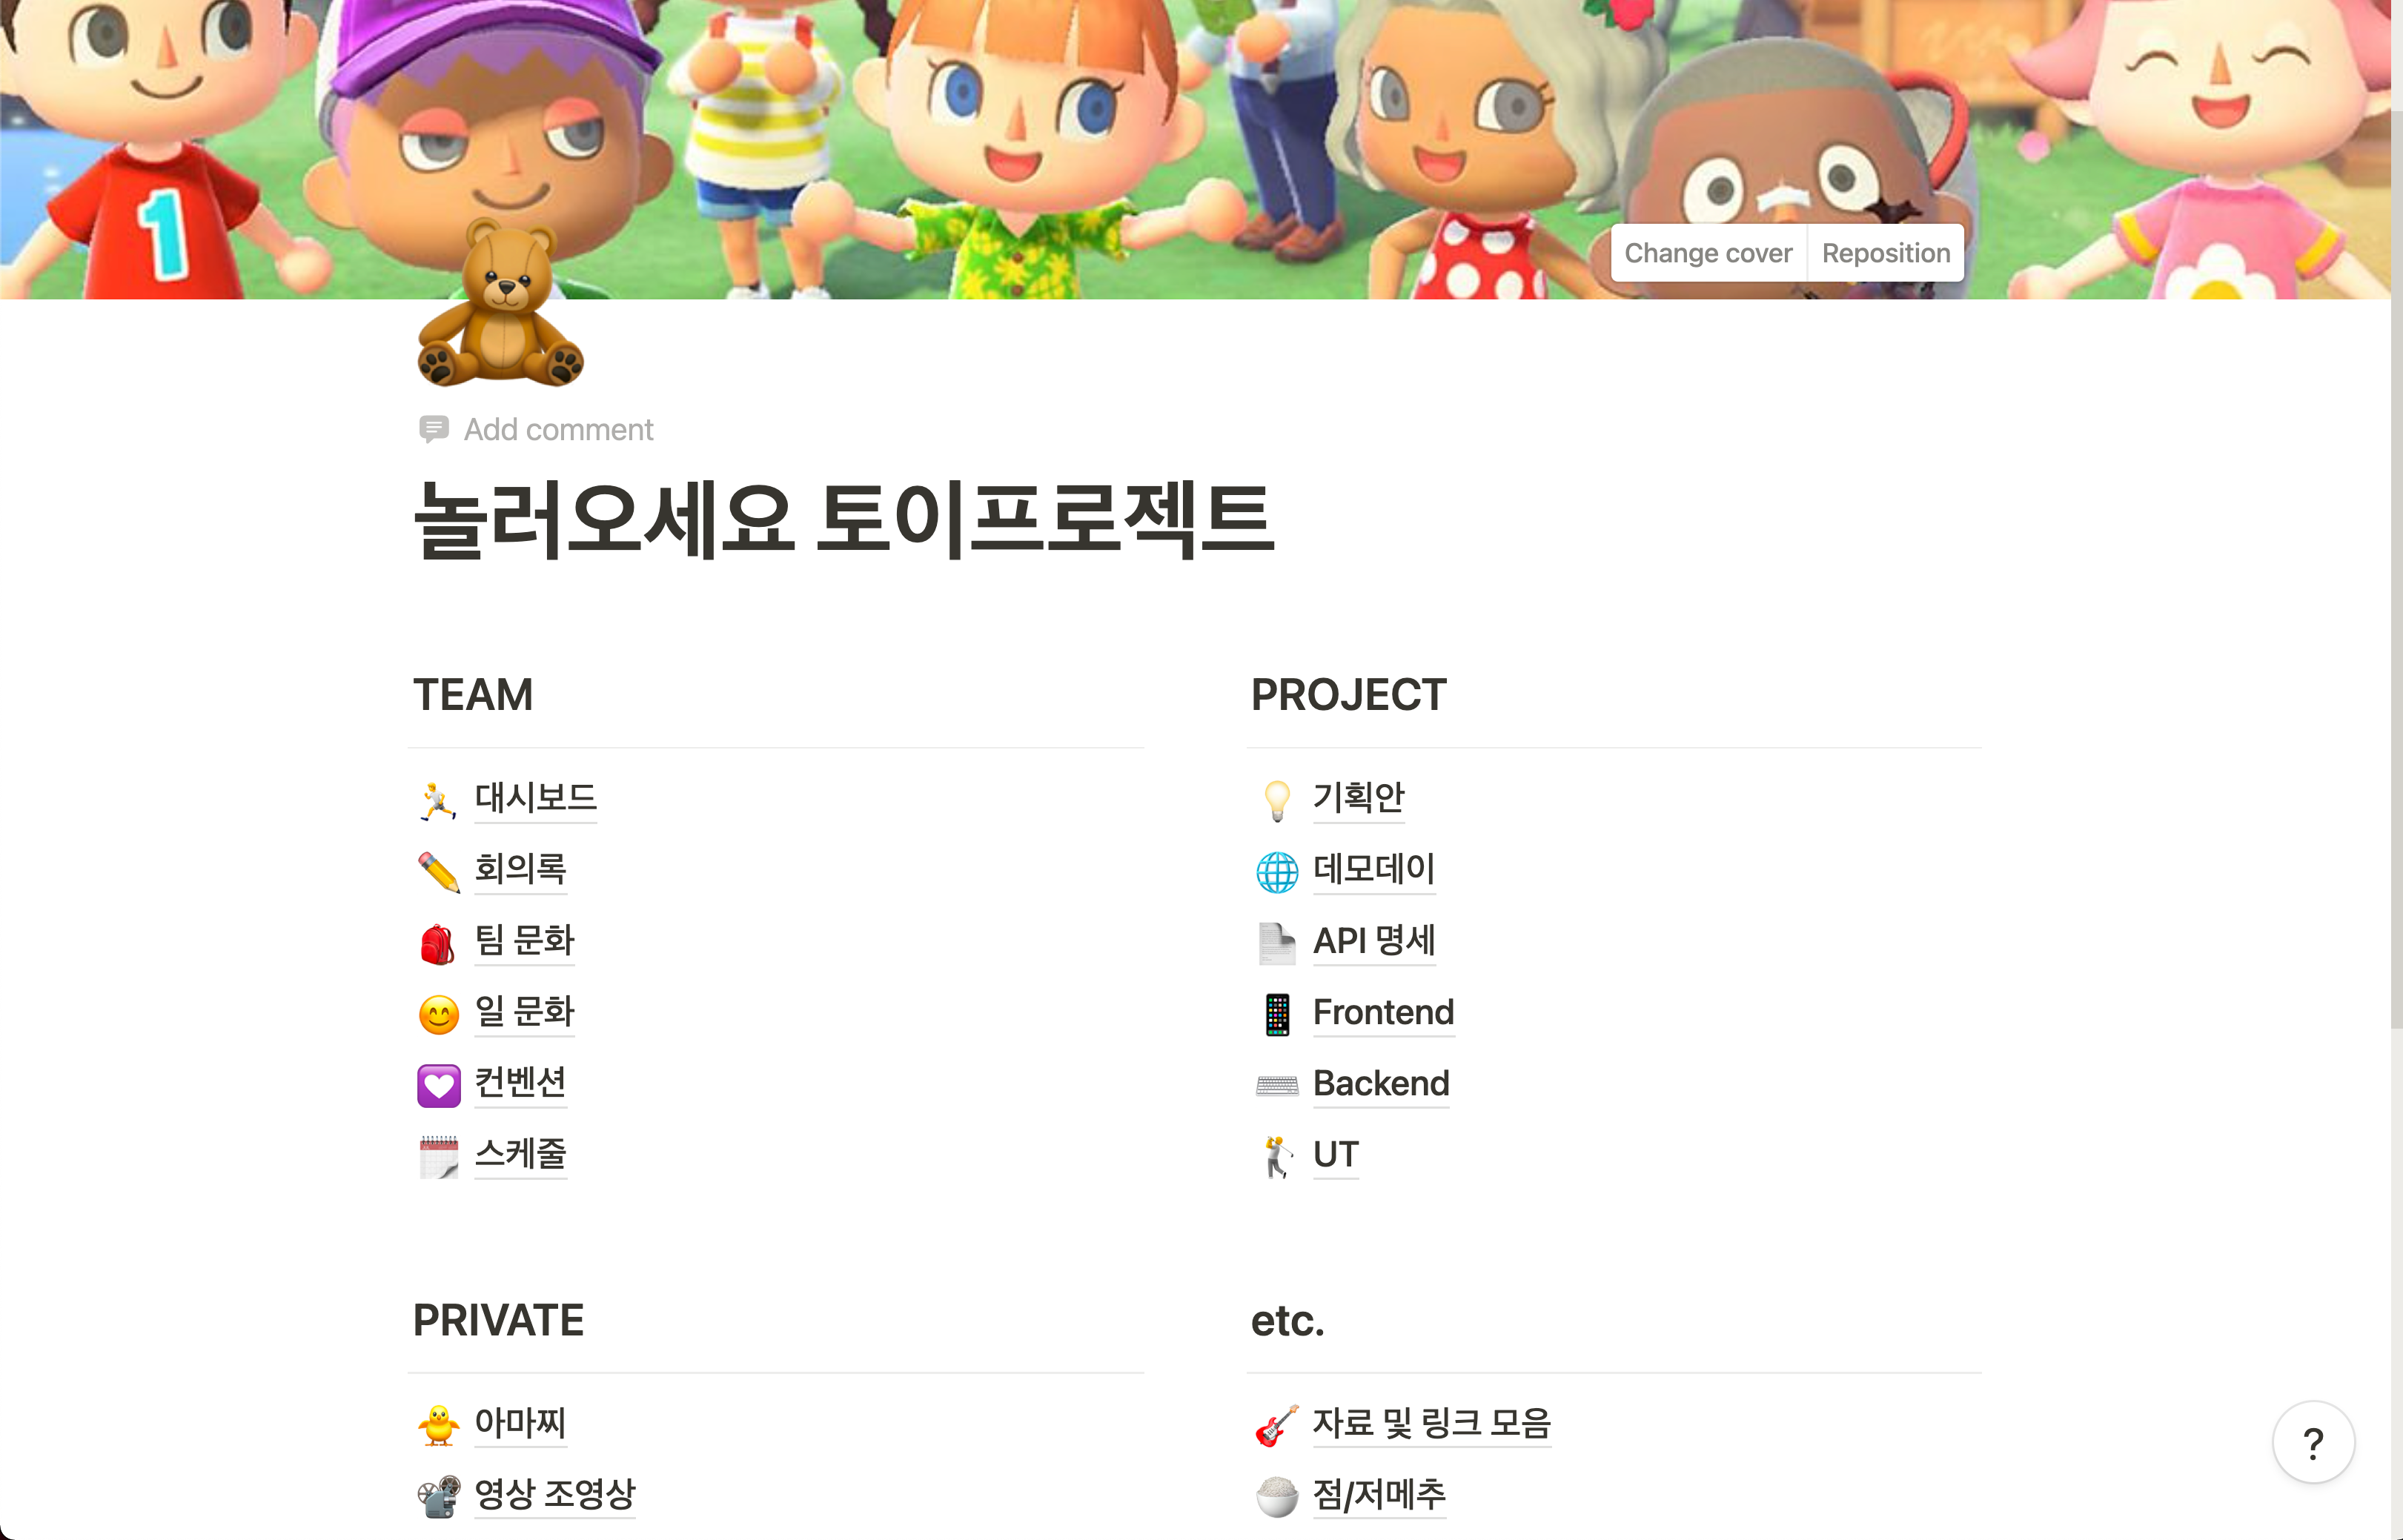 1
Change cover
Reposition
Add comment
놀러오세요 토이프로젝트
TEAM
대시보드
회의록
팀 문화
일 문화
컨벤션
스케줄
PROJECT
기획안
데모데이
API 명세
Frontend
Backend
UT
PRIVATE
아마찌
영상 조영상
etc.
자료 및 링크 모음
점/저메추
?